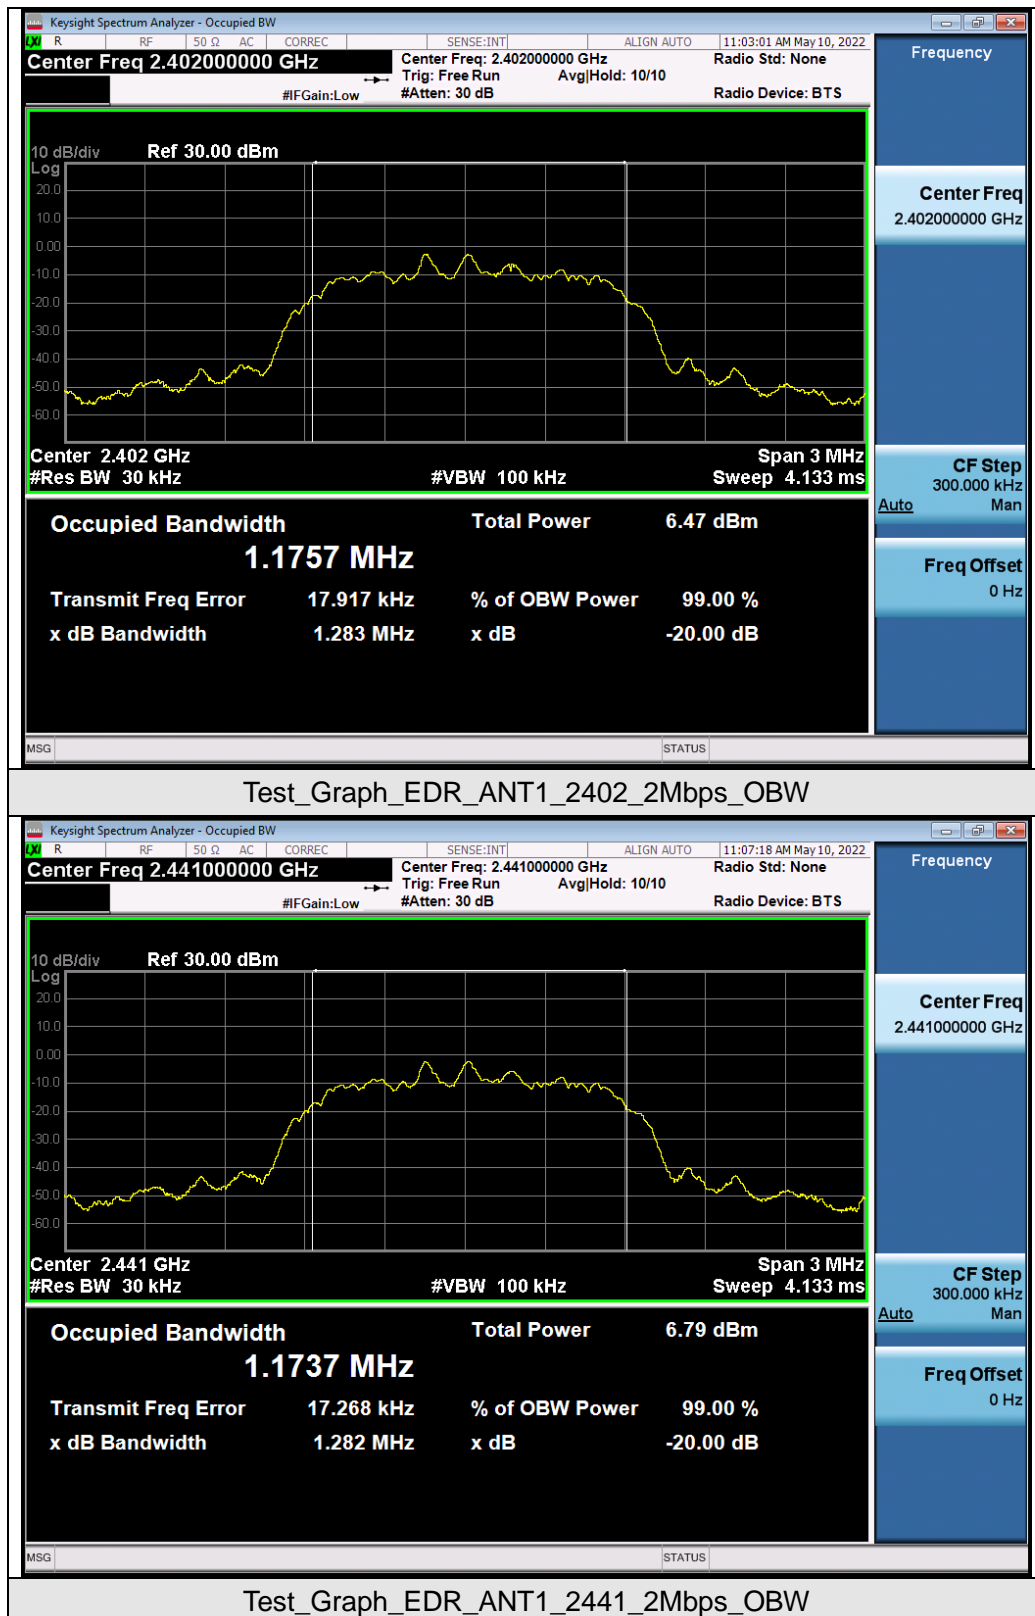 Keysight Spectrum Analyzer - Occupied BW
LXI R RF 50 Ω AC CORREC SENSE:INT ALIGN AUTO 11:03:01 AM May 10, 2022
Center Freq 2.402000000 GHz
Center Freq: 2.402000000 GHz Radio Std: None
Trig: Free Run Avg|Hold: 10/10
#IFGain:Low #Atten: 30 dB Radio Device: BTS
10 dB/div Ref 30.00 dBm
Log
20.0
10.0
0.00
-10.0
-20.0
-30.0
-40.0
-50.0
-60.0
Center 2.402 GHz Span 3 MHz
#Res BW 30 kHz #VBW 100 kHz Sweep 4.133 ms
Occupied Bandwidth Total Power 6.47 dBm
1.1757 MHz
Transmit Freq Error 17.917 kHz % of OBW Power 99.00 %
x dB Bandwidth 1.283 MHz x dB -20.00 dB
MSG STATUS
Frequency
Center Freq
2.402000000 GHz
CF Step
300.000 kHz
Auto Man
Freq Offset
0 Hz
Test_Graph_EDR_ANT1_2402_2Mbps_OBW
Keysight Spectrum Analyzer - Occupied BW
LXI R RF 50 Ω AC CORREC SENSE:INT ALIGN AUTO 11:07:18 AM May 10, 2022
Center Freq 2.441000000 GHz
Center Freq: 2.441000000 GHz Radio Std: None
Trig: Free Run Avg|Hold: 10/10
#IFGain:Low #Atten: 30 dB Radio Device: BTS
10 dB/div Ref 30.00 dBm
Log
20.0
10.0
0.00
-10.0
-20.0
-30.0
-40.0
-50.0
-60.0
Center 2.441 GHz Span 3 MHz
#Res BW 30 kHz #VBW 100 kHz Sweep 4.133 ms
Occupied Bandwidth Total Power 6.79 dBm
1.1737 MHz
Transmit Freq Error 17.268 kHz % of OBW Power 99.00 %
x dB Bandwidth 1.282 MHz x dB -20.00 dB
MSG STATUS
Frequency
Center Freq
2.441000000 GHz
CF Step
300.000 kHz
Auto Man
Freq Offset
0 Hz
Test_Graph_EDR_ANT1_2441_2Mbps_OBW